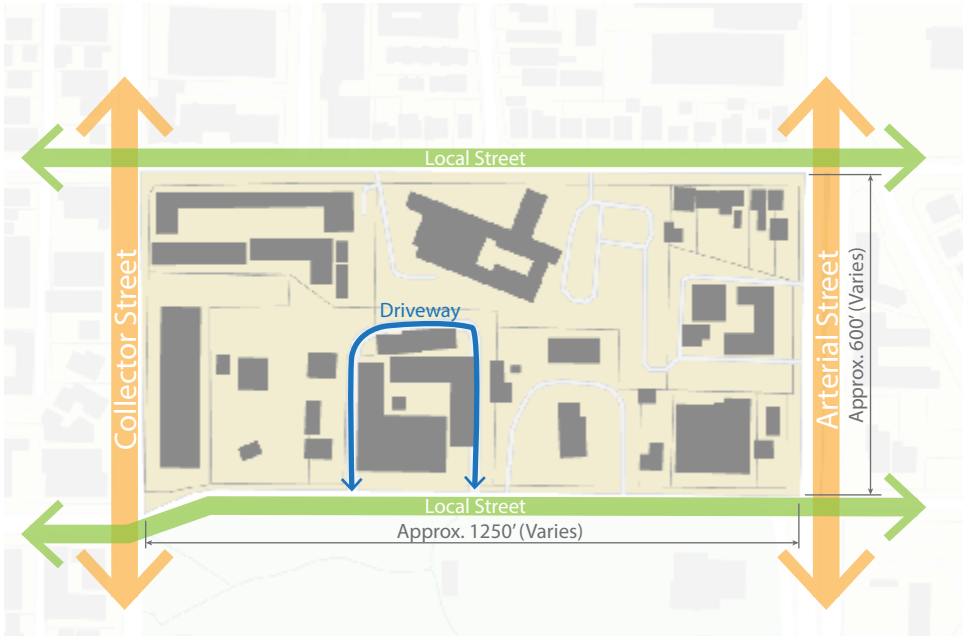 Local Street
Collector Street
Driveway
Arterial Street
Approx. 600’ (Varies)
Local Street
Approx. 1250’ (Varies)